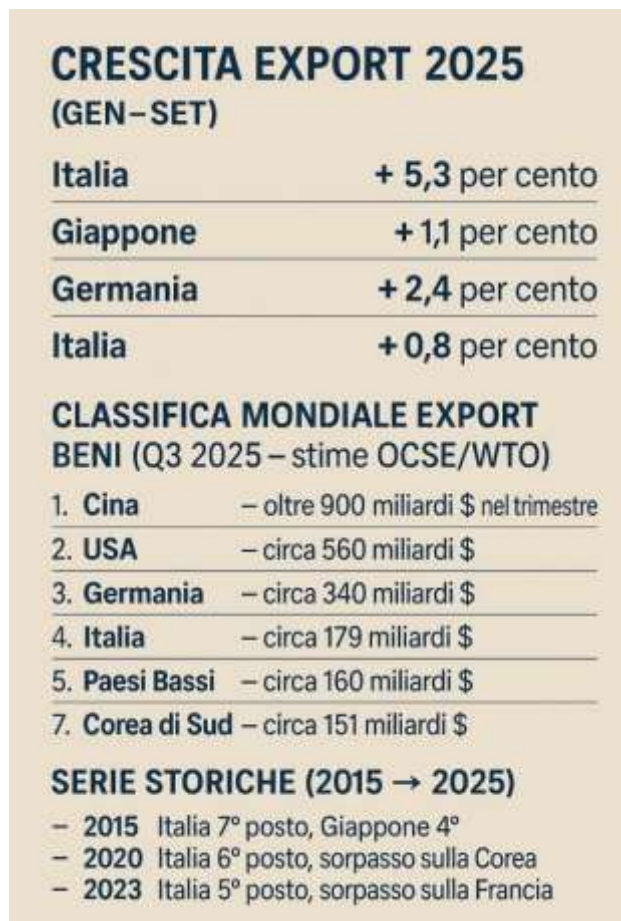 CRESCITA EXPORT 2025
(GEN–SET)
Italia + 5,3 per cento
Giappone + 1,1 per cento
Germania + 2,4 per cento
Italia + 0,8 per cento
CLASSIFICA MONDIALE EXPORT
BENI (Q3 2025 – stime OCSE/WTO)
1. Cina – oltre 900 miliardi $ nel trimestre
2. USA – circa 560 miliardi $
3. Germania – circa 340 miliardi $
4. Italia – circa 179 miliardi $
5. Paesi Bassi – circa 160 miliardi $
7. Corea di Sud – circa 151 miliardi $
SERIE STORICHE (2015 → 2025)
– 2015 Italia 7° posto, Giappone 4°
– 2020 Italia 6° posto, sorpasso sulla Corea
– 2023 Italia 5° posto, sorpasso sulla Francia